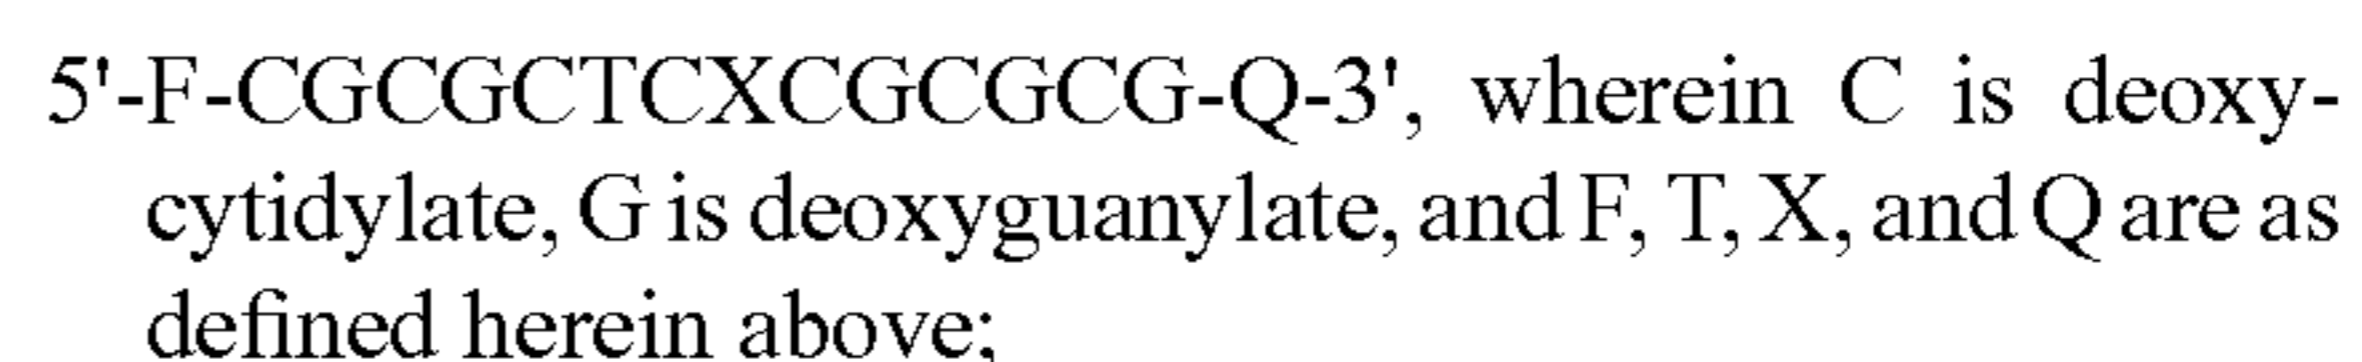 5'-F-CGCGCTCXCGCGCG-Q-3', wherein C is deoxy-
cytidylate, G is deoxyguanylate, and F, T, X, and Q are as
defined herein above;